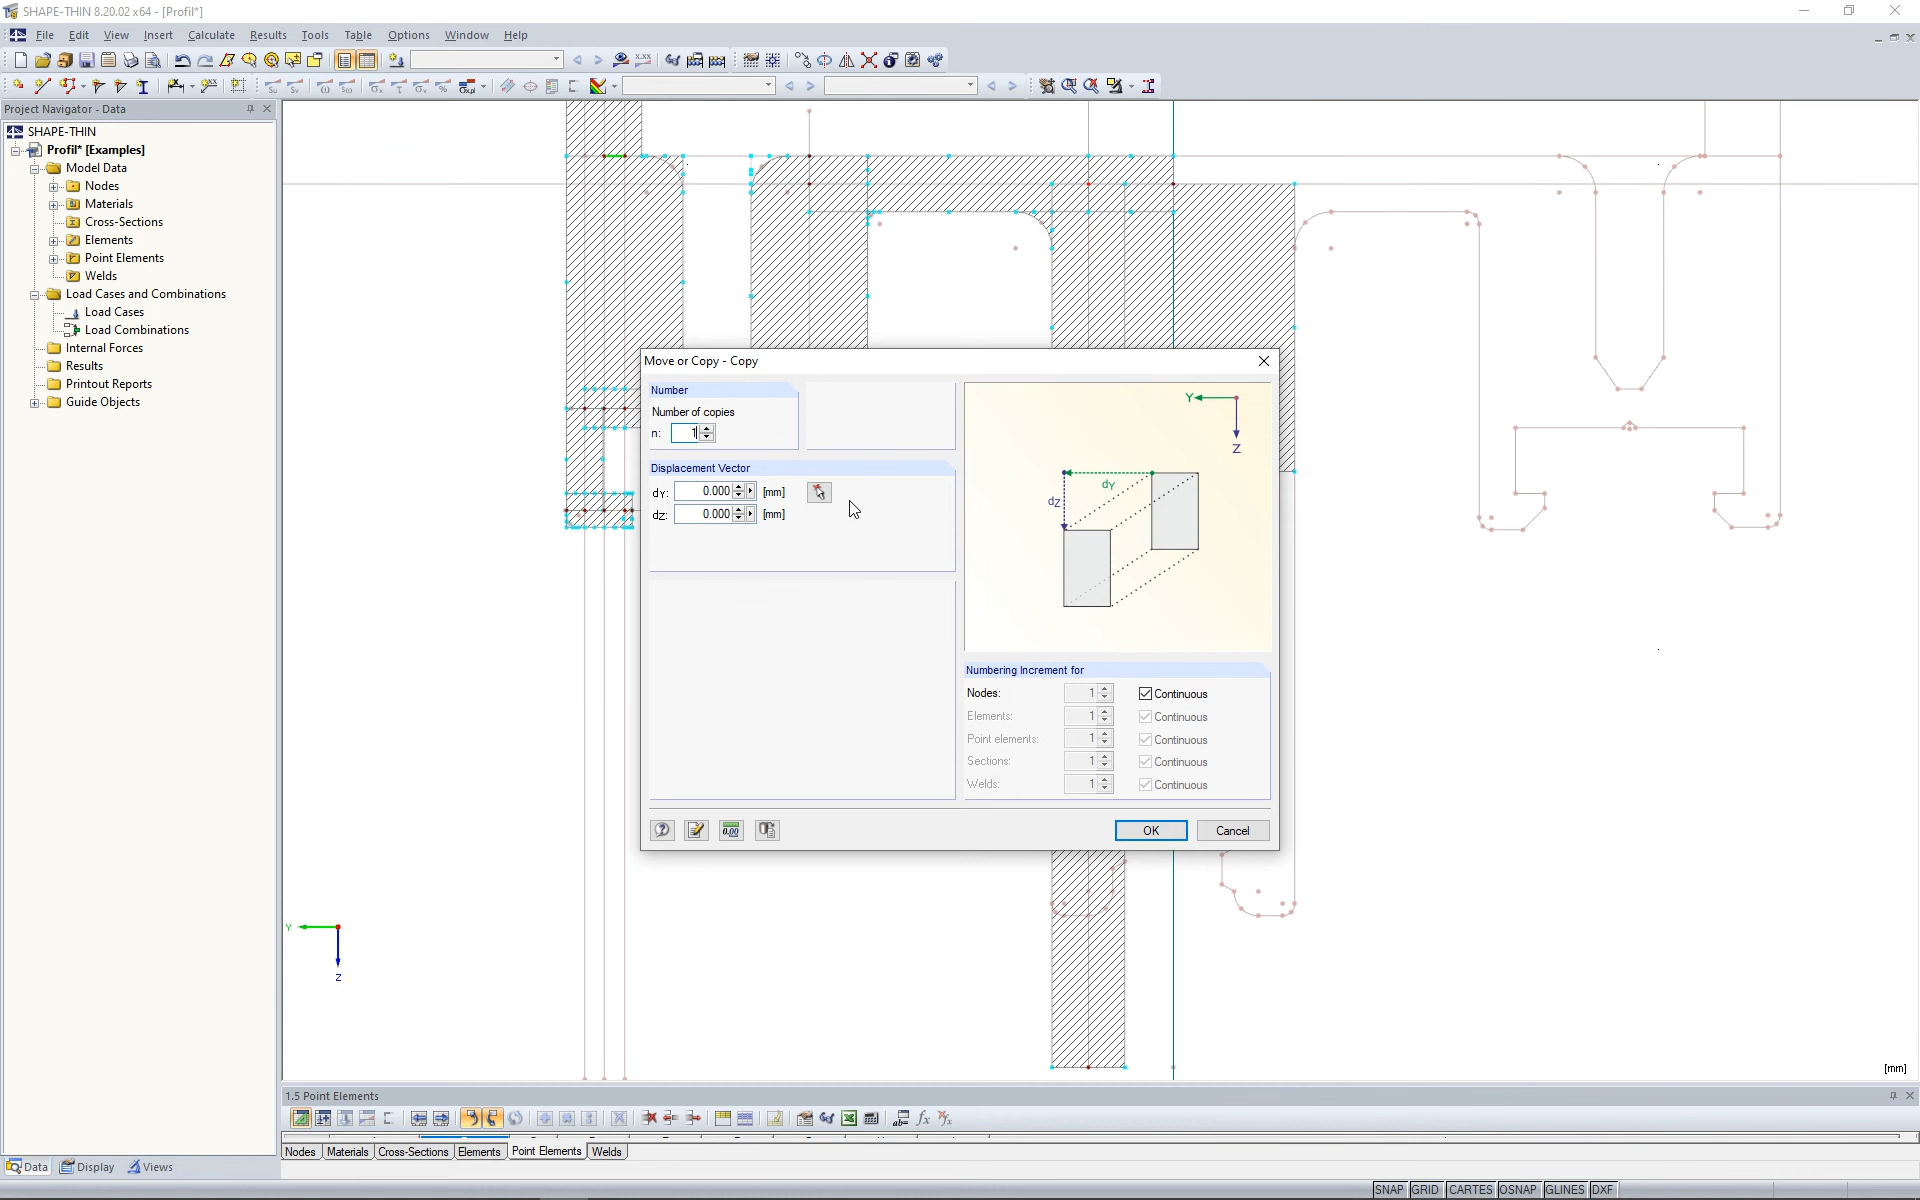 SHAPE-THIN 8.20.02 x64 - [Profil*]
File Edit View Insert Calculate Results Tools Table Options Window Help
Project Navigator - Data
SHAPE-THIN
Profil* [Examples]
Model Data
Nodes
Materials
Cross-Sections
Elements
Point Elements
Welds
Load Cases and Combinations
Load Cases
Load Combinations
Internal Forces
Results
Printout Reports
Guide Objects
Move or Copy - Copy
Number
Number of copies
n: 1
Displacement Vector
dY: 0.000 [mm]
dZ: 0.000 [mm]
Y
Z
dY
dZ
Numbering Increment for
Nodes: 1 Continuous
Elements: 1 Continuous
Point elements: 1 Continuous
Sections: 1 Continuous
Welds: 1 Continuous
OK Cancel
Y
Z
[mm]
1.5 Point Elements
Nodes Materials Cross-Sections Elements Point Elements Welds
Data Display Views
SNAP GRID CARTES OSNAP GLINES DXF